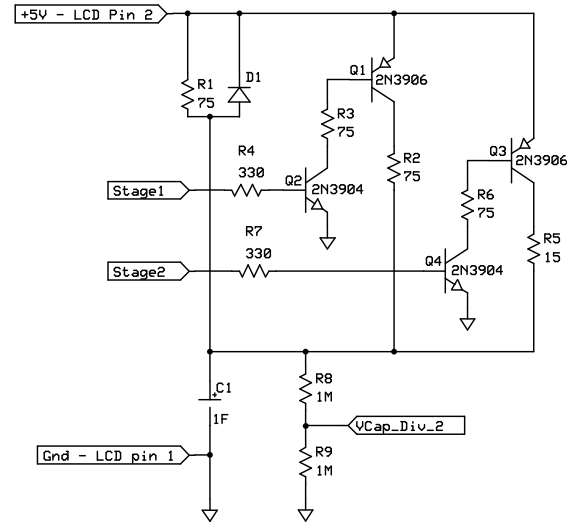 +5V - LCD Pin 2
D1
Q1
2N3906
R1
75
R3
75
Q3
2N3906
R4
330
R2
75
Q2
2N3904
Stage1
R6
75
R7
330
R5
15
Q4
2N3904
Stage2
R8
1M
C1
+
1F
VCap_Div_2
Gnd - LCD pin 1
R9
1M